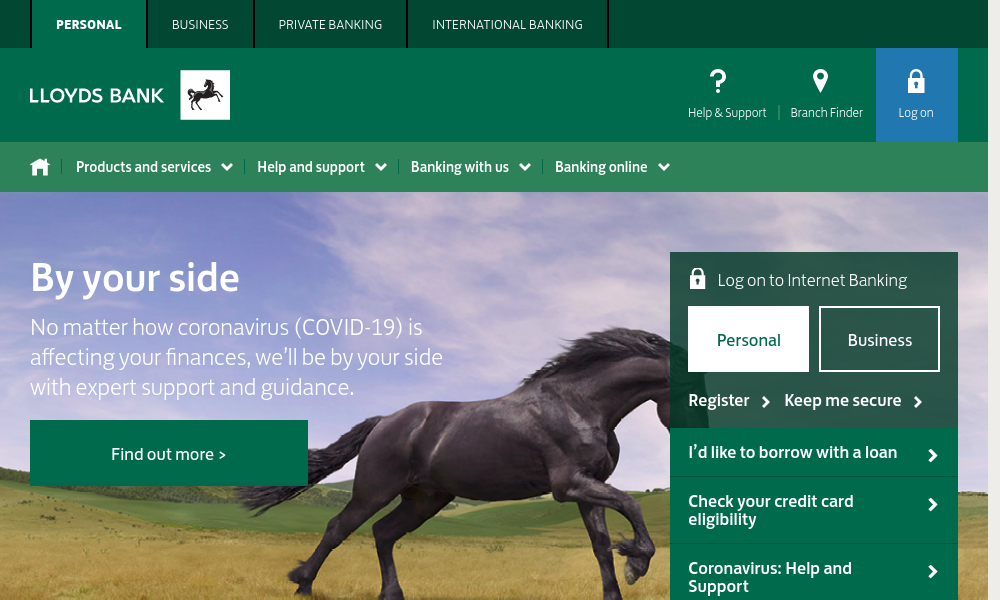 PERSONAL
BUSINESS
PRIVATE BANKING
INTERNATIONAL BANKING
LLOYDS BANK
Help & Support
Branch Finder
Log on
Products and services
Help and support
Banking with us
Banking online
By your side
No matter how coronavirus (COVID-19) is
affecting your finances, we'll be by your side
with expert support and guidance.
Find out more >
Log on to Internet Banking
Personal
Business
Register
Keep me secure
I'd like to borrow with a loan
Check your credit card
eligibility
Coronavirus: Help and
Support